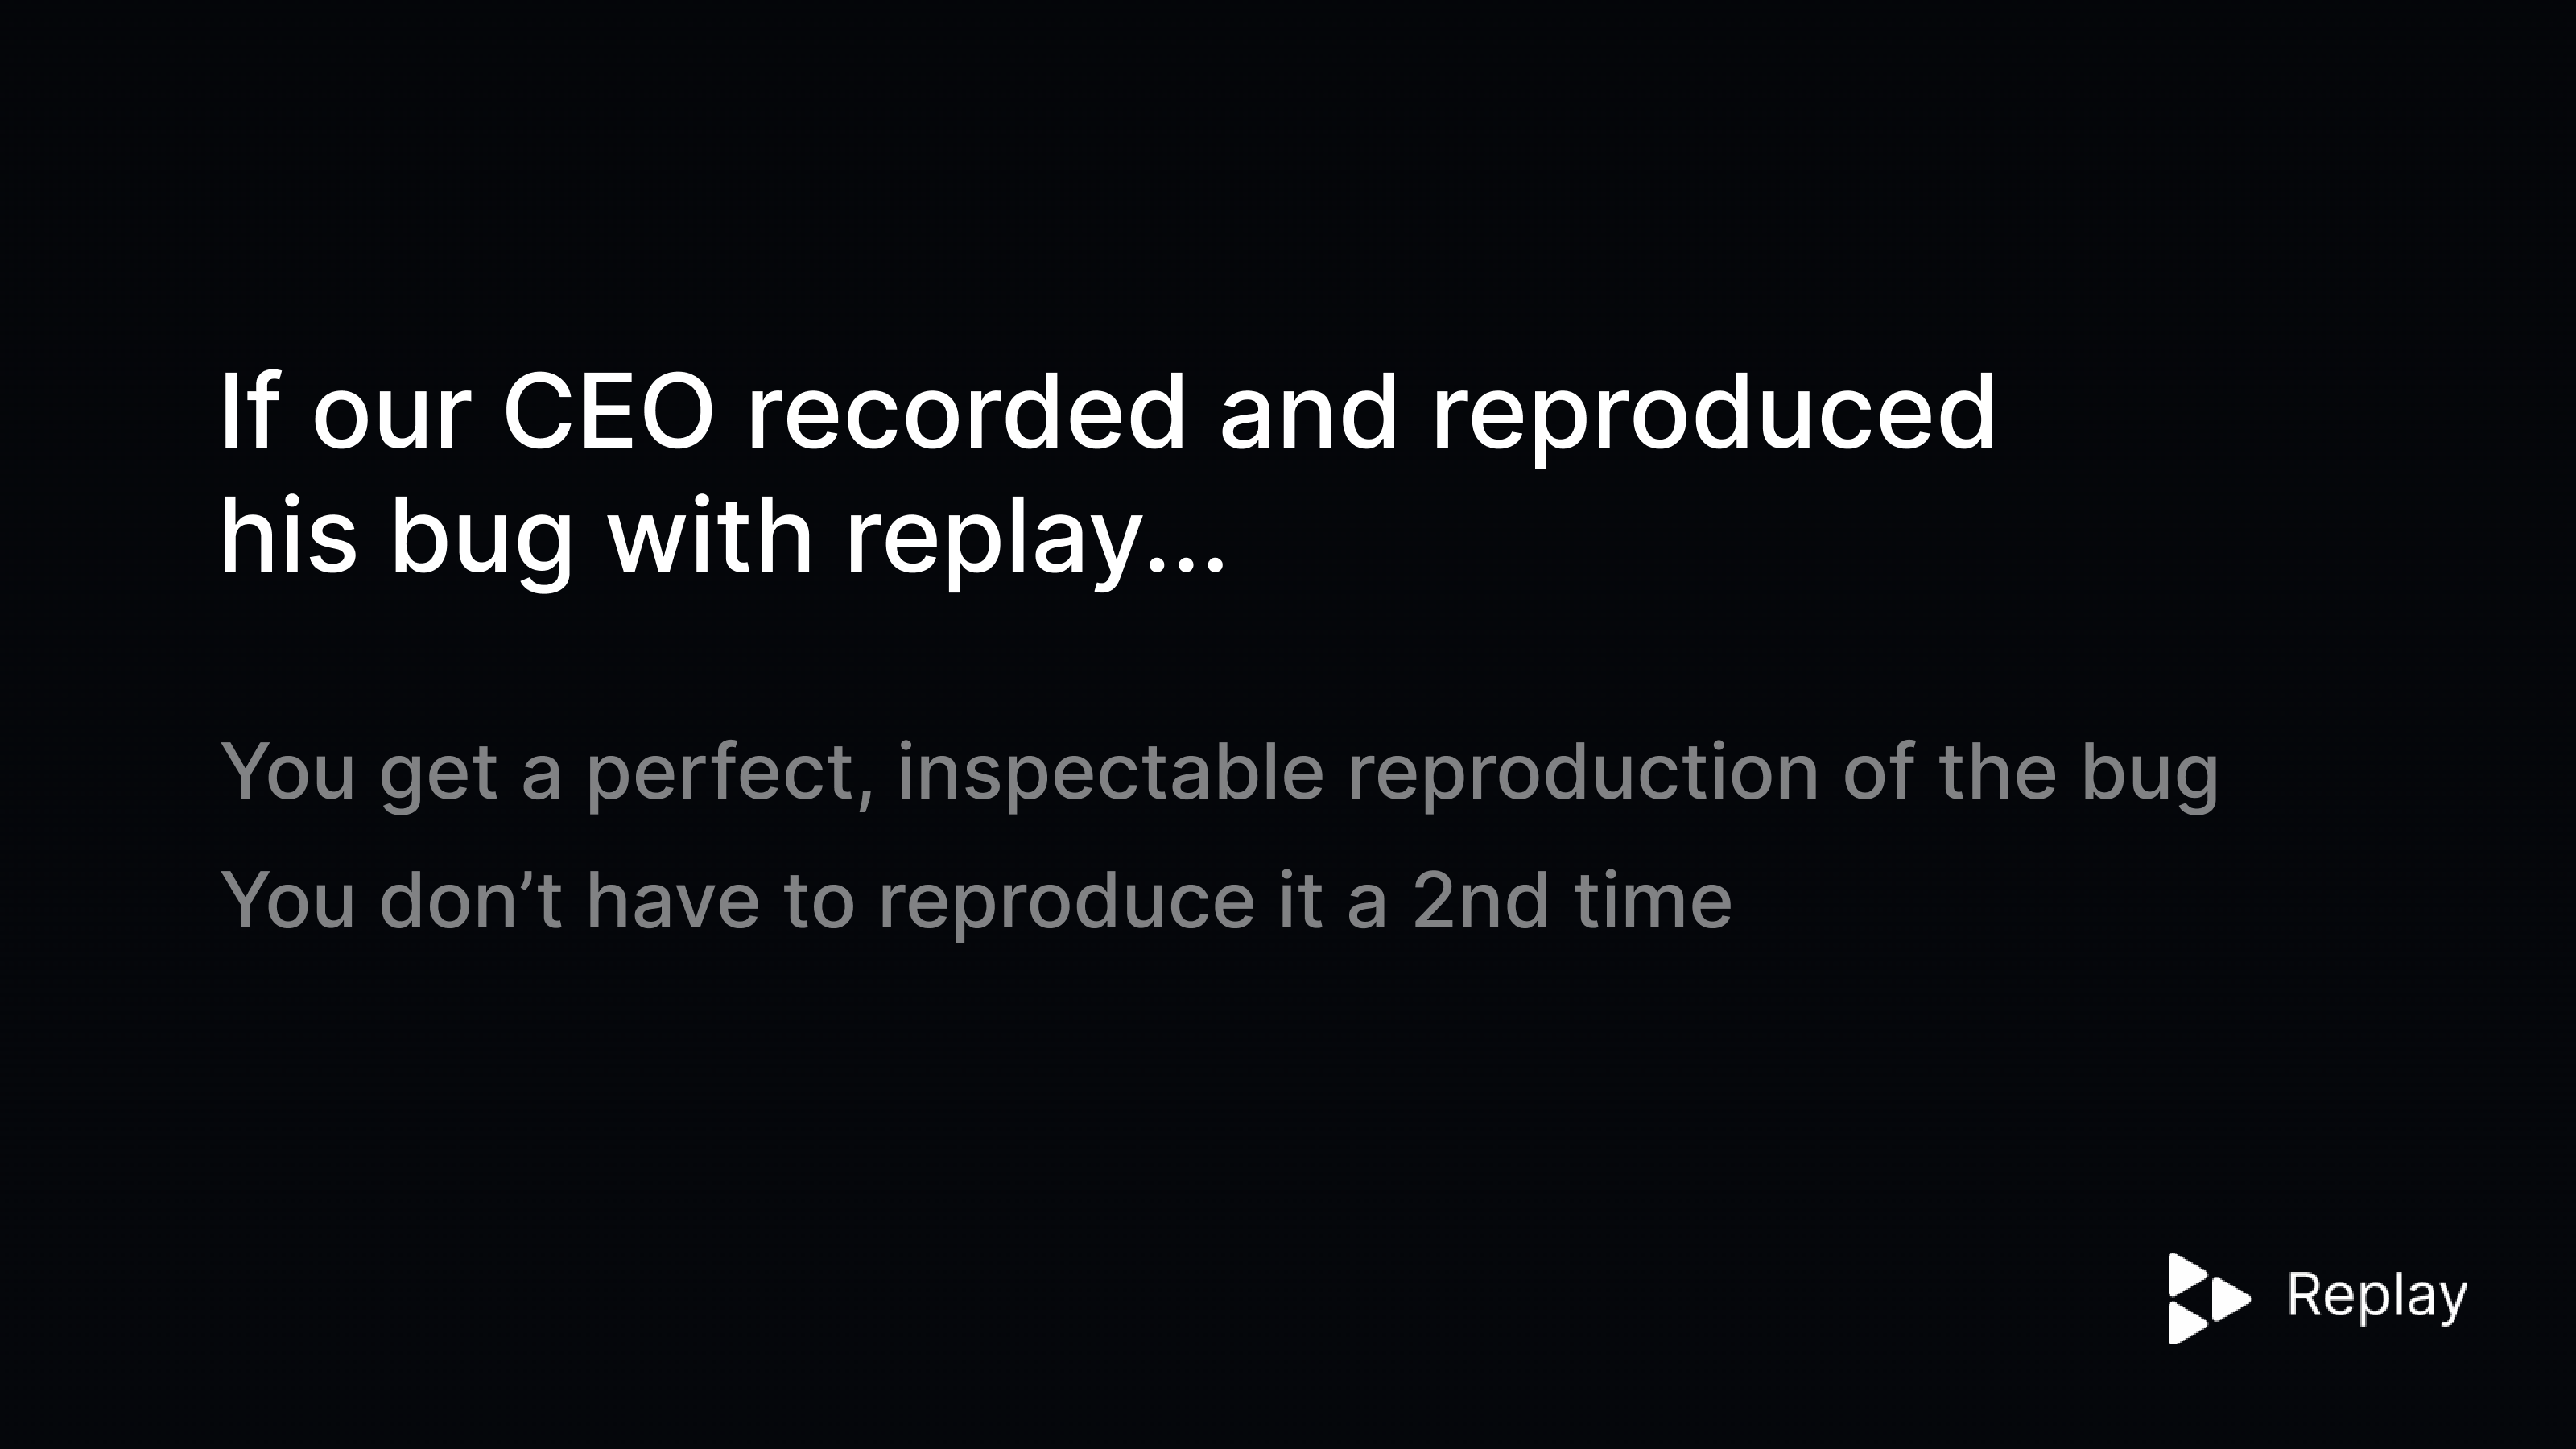 If our CEO recorded and reproduced
his bug with replay...
You get a perfect, inspectable reproduction of the bug
You don’t have to reproduce it a 2nd time
Replay